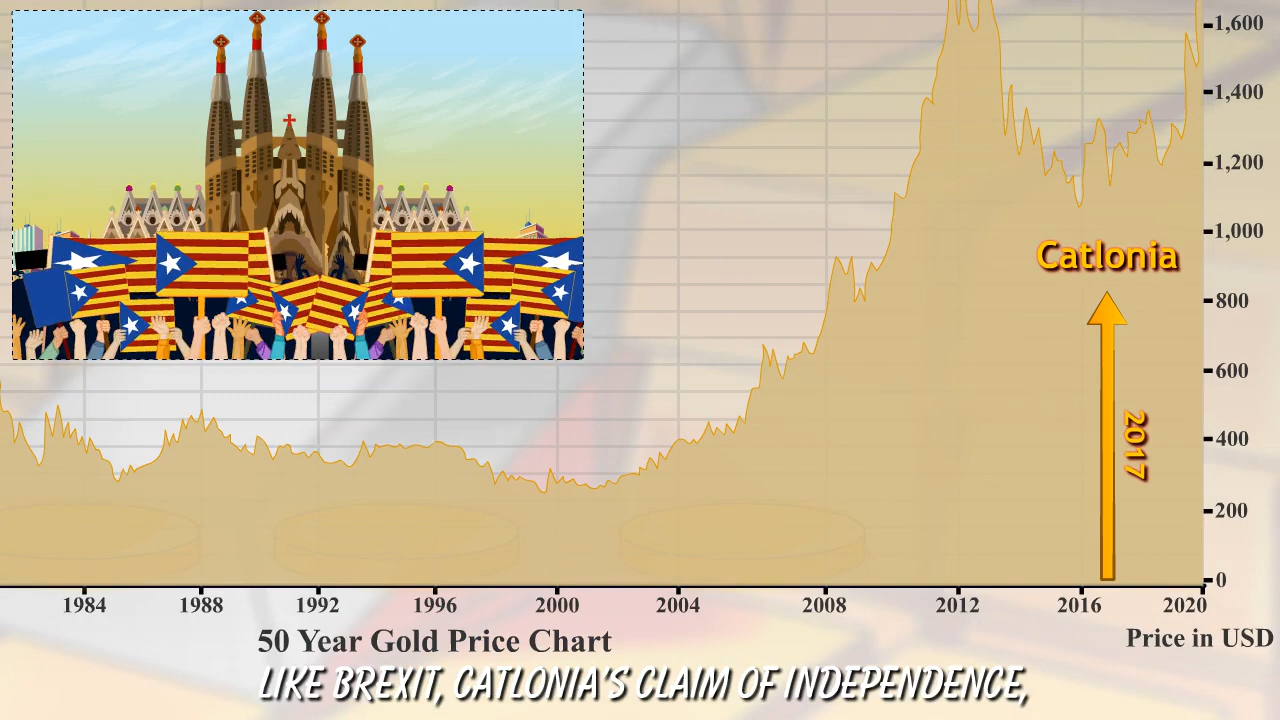 1,600
1,400
1,200
1,000
Catlonia
800
2017
600
400
200
0
1984 1988 1992 1996 2000 2004 2008 2012 2016 2020
50 Year Gold Price Chart
Price in USD
LIKE BREXIT, CATLONIA'S CLAIM OF INDEPENDENCE,